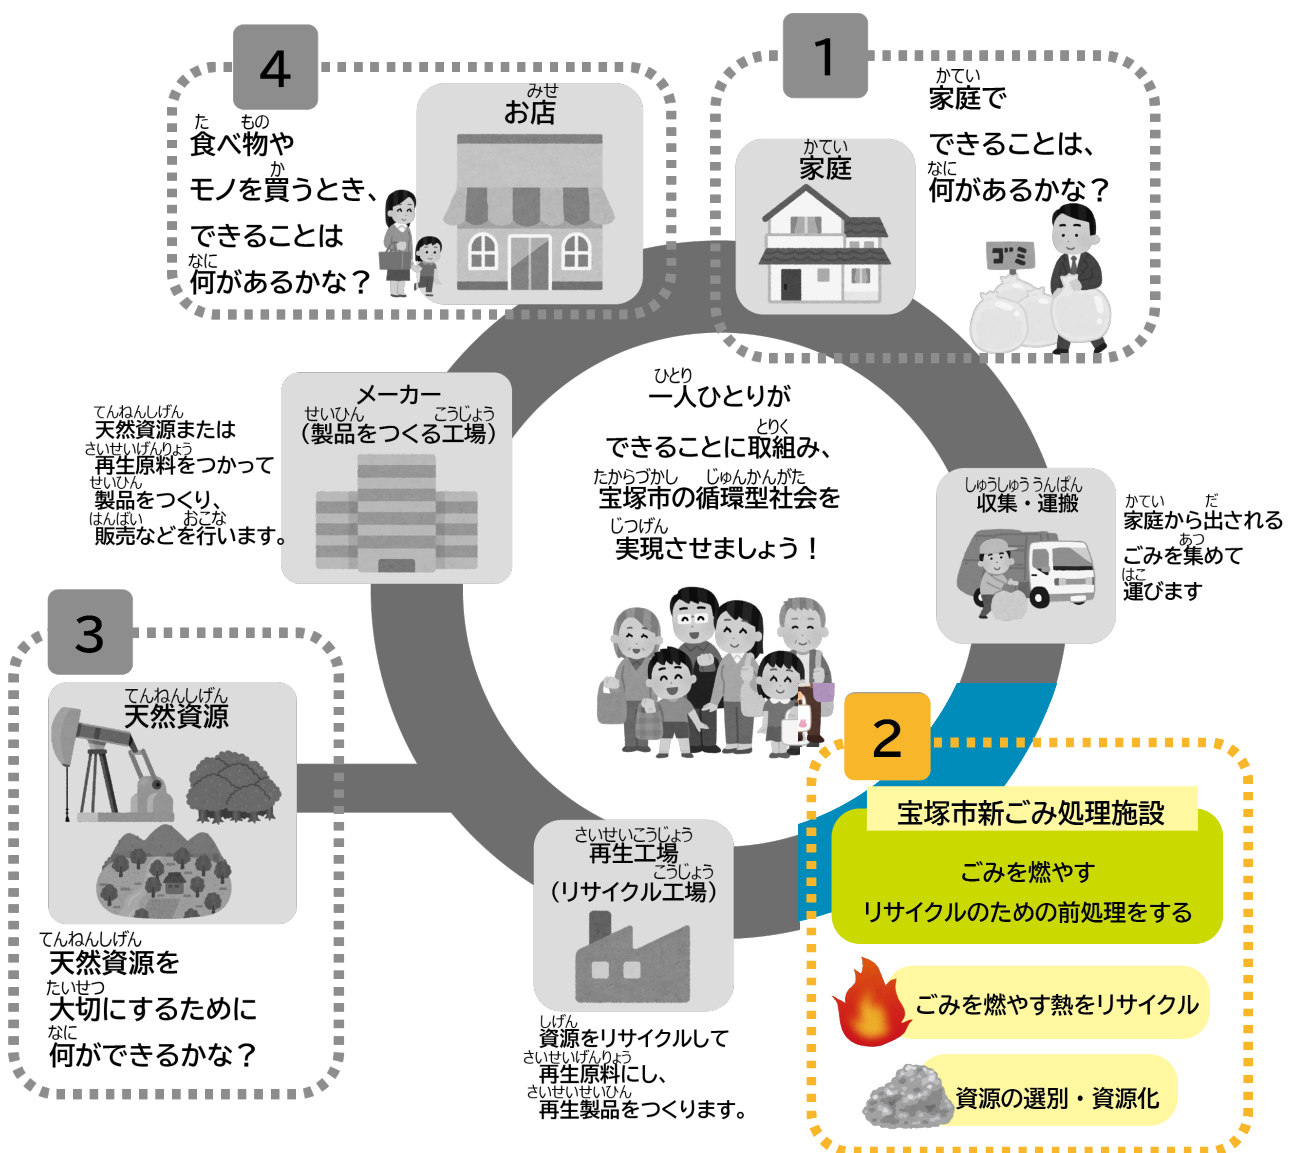 4
た もの
食べ物や
か
モノを買うとき、
できることは
なに
何があるかな？
みせ
お店
1
かてい
家庭で
できることは、
なに
何があるかな？
かてい
家庭
ゴミ
メーカー
せいひん こうじょう
（製品をつくる工場）
てんねんしげん
天然資源または
さいせいげんりょう
再生原料をつかって
せいひん
製品をつくり、
はんばい おこな
販売などを行います。
ひとり
一人ひとりが
とりく
できることに取組み、
たからづかし じゅんかんがた
宝塚市の循環型社会を
じつげん
実現させましょう！
しゅうしゅう うんぱん
収集・運搬
かてい だ
家庭から出される
あつ
ごみを集めて
はこ
運びます
3
てんねんしげん
天然資源
てんねんしげん
天然資源を
たいせつ
大切にするために
なに
何ができるかな？
さいせいこうじょう
再生工場
こうじょう
（リサイクル工場）
しげん
資源をリサイクルして
さいせいげんりょう
再生原料にし、
さいせいせいひん
再生製品をつくります。
2
宝塚市新ごみ処理施設
ごみを燃やす
リサイクルのための前処理をする
ごみを燃やす熱をリサイクル
資源の選別・資源化